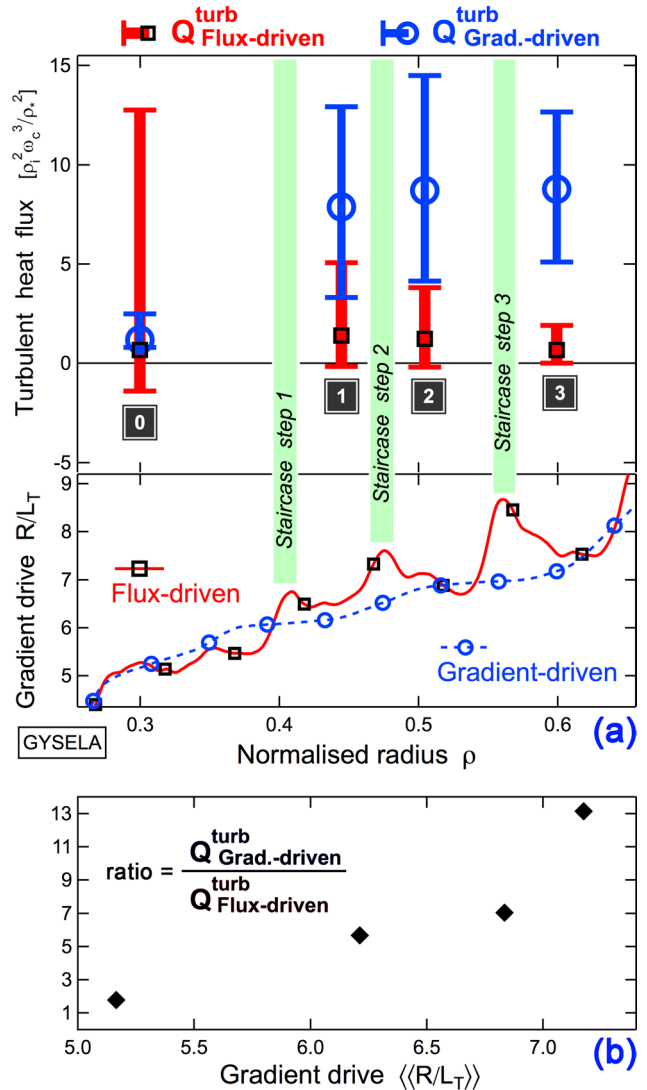 Q turb Flux-driven Q turb Grad.-driven
Turbulent heat flux [ρi²ωc³/ρ*²]
15
10
5
0
-5
0
1
2
3
Staircase step 1
Staircase step 2
Staircase step 3
Gradient drive R/LT
9
8
7
6
5
Flux-driven
Gradient-driven
0.3 0.4 0.5 0.6
GYSELA
Normalised radius ρ
(a)
13
11
9
7
5
3
1
ratio = Q turb Grad.-driven
Q turb Flux-driven
5.0 5.5 6.0 6.5 7.0
Gradient drive ⟨⟨R/LT⟩⟩
(b)